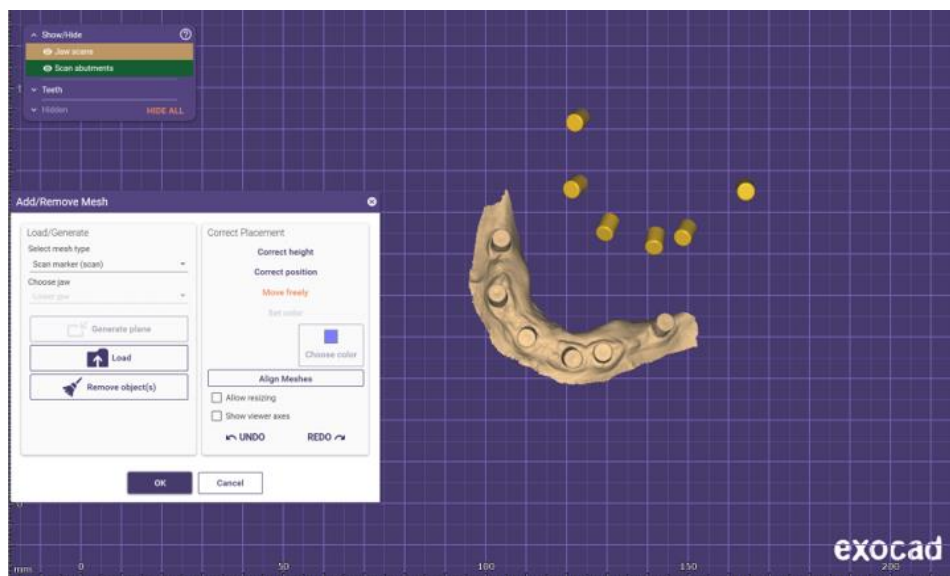 Show/Hide
Jaw scans
Scan abutments
Teeth
Hidden HIDE ALL
1
Add/Remove Mesh
Load/Generate
Select mesh type
Scan marker (scan)
Choose jaw
Lower jaw
Generate plane
Load
Remove object(s)
Correct Placement
Correct height
Correct position
Move freely
Set color
Choose color
Align Meshes
Allow resizing
Show viewer axes
UNDO REDO
OK Cancel
exocad
mm 0 50 100 150 200